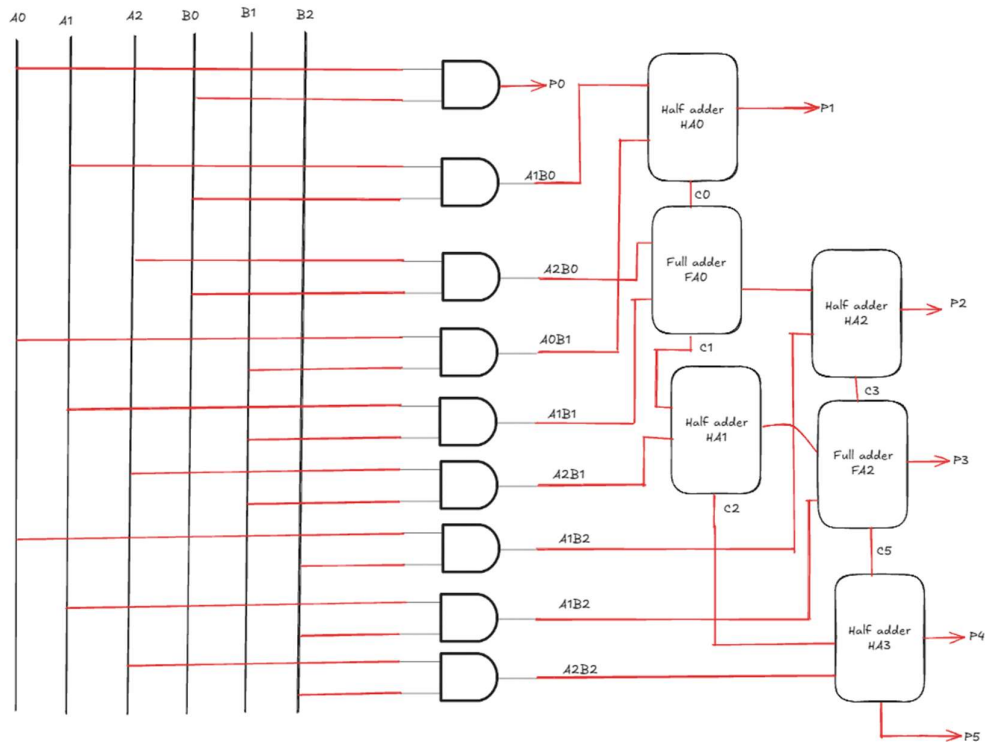 A0 A1 A2 B0 B1 B2
P0
Half adder
HA0
P1
A1B0
C0
Full adder
FA0
A2B0
Half adder
HA2
P2
A0B1
C1
C3
Half adder
HA1
A1B1
Full adder
FA2
P3
A2B1
C2
A1B2
C5
A1B2
Half adder
HA3
P4
A2B2
P5